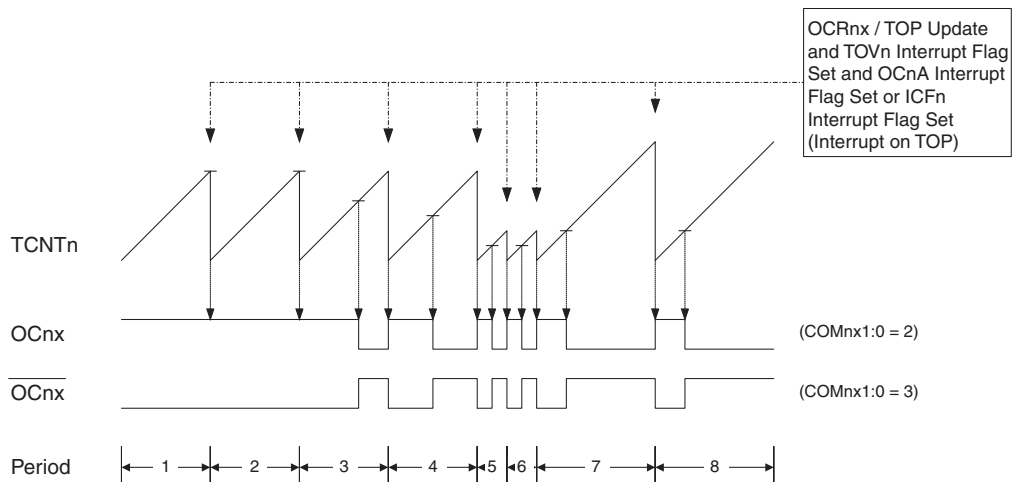 OCRnx / TOP Update
and TOVn Interrupt Flag
Set and OCnA Interrupt
Flag Set or ICFn
Interrupt Flag Set
(Interrupt on TOP)
TCNTn
OCnx (COMnx1:0 = 2)
OCnx (COMnx1:0 = 3)
Period 1 2 3 4 5 6 7 8